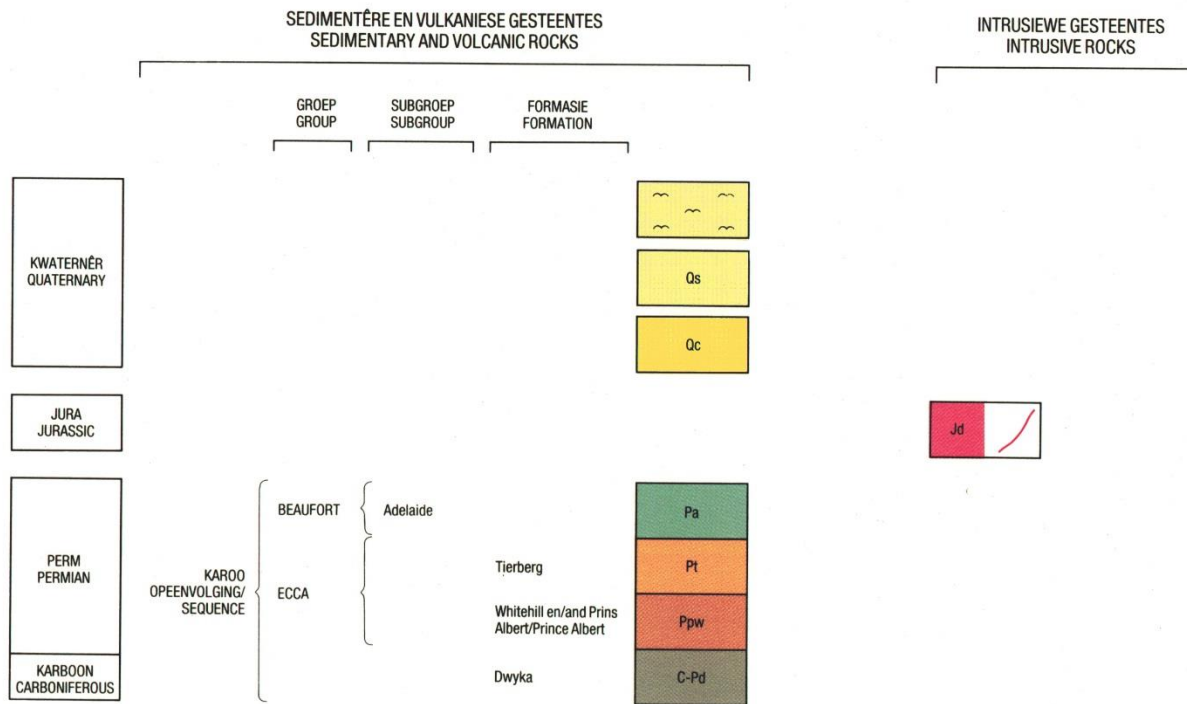 SEDIMENTÊRE EN VULKANIESE GESTEENTES
SEDIMENTARY AND VOLCANIC ROCKS
INTRUSIEWE GESTEENTES
INTRUSIVE ROCKS
GROEP
GROUP
SUBGROEP
SUBGROUP
FORMASIE
FORMATION
KWATERNÊR
QUATERNARY
Qs
Qc
JURA
JURASSIC
Jd
PERM
PERMIAN
KARBOON
CARBONIFEROUS
KAROO
OPEENVOLGING/
SEQUENCE
BEAUFORT
Adelaide
Pa
ECCA
Tierberg
Pt
Whitehill en/and Prins
Albert/Prince Albert
Ppw
Dwyka
C-Pd